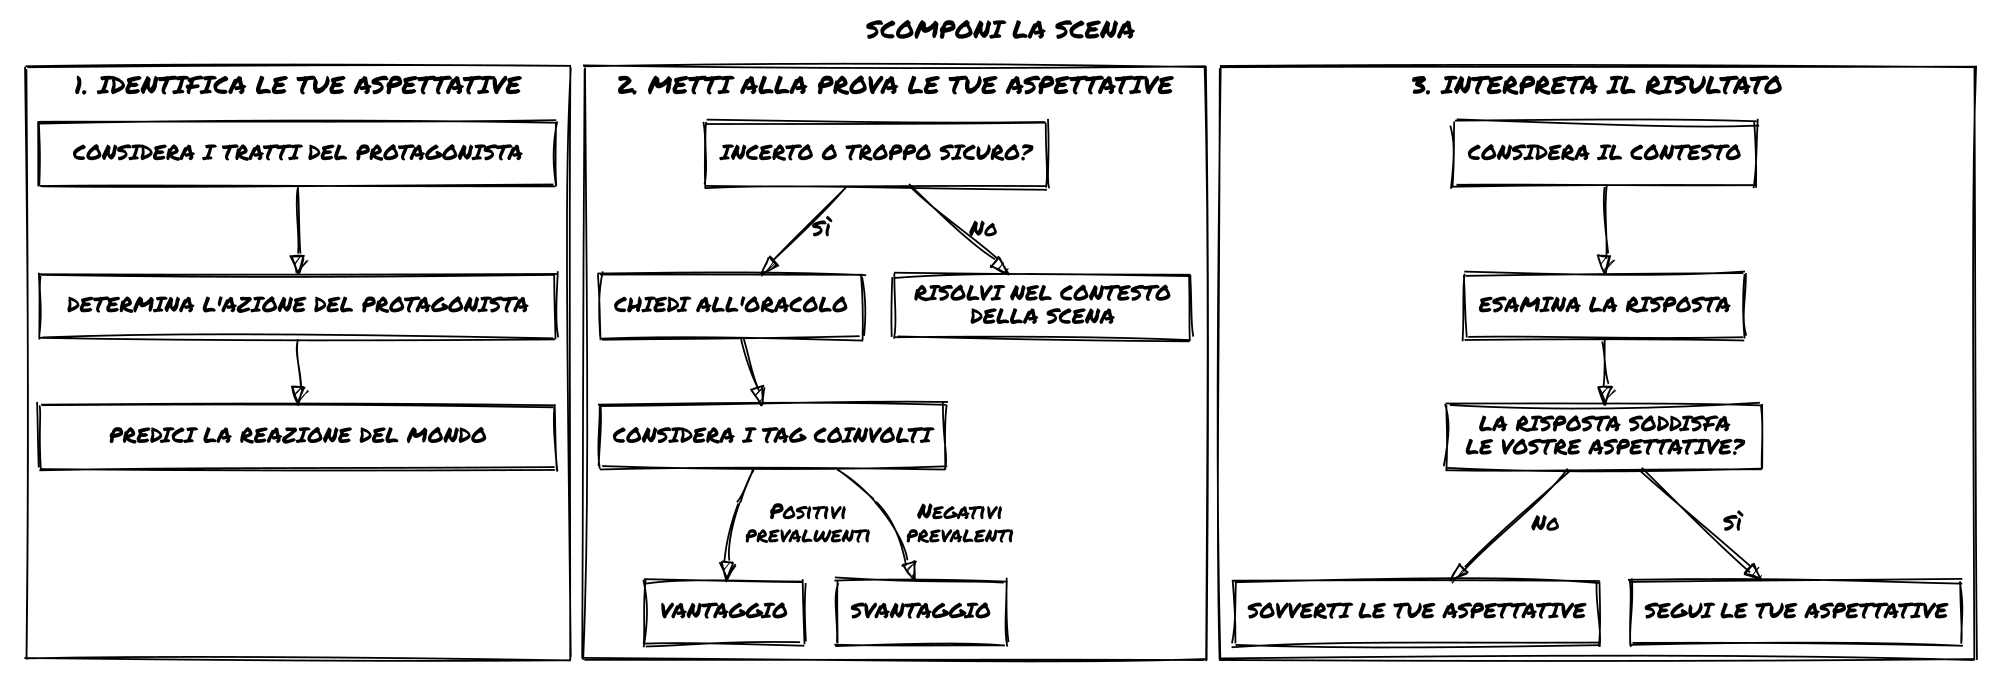 SCOMPONI LA SCENA
1. IDENTIFICA LE TUE ASPETTATIVE
CONSIDERA I TRATTI DEL PROTAGONISTA
DETERMINA L'AZIONE DEL PROTAGONISTA
PREDICI LA REAZIONE DEL MONDO
2. METTI ALLA PROVA LE TUE ASPETTATIVE
INCERTO O TROPPO SICURO?
Sì
No
CHIEDI ALL'ORACOLO
RISOLVI NEL CONTESTO
DELLA SCENA
CONSIDERA I TAG COINVOLTI
Positivi
prevalwenti
Negativi
prevalenti
VANTAGGIO
SVANTAGGIO
3. INTERPRETA IL RISULTATO
CONSIDERA IL CONTESTO
ESAMINA LA RISPOSTA
LA RISPOSTA SODDISFA
LE VOSTRE ASPETTATIVE?
No
Sì
SOVVERTI LE TUE ASPETTATIVE
SEGUI LE TUE ASPETTATIVE